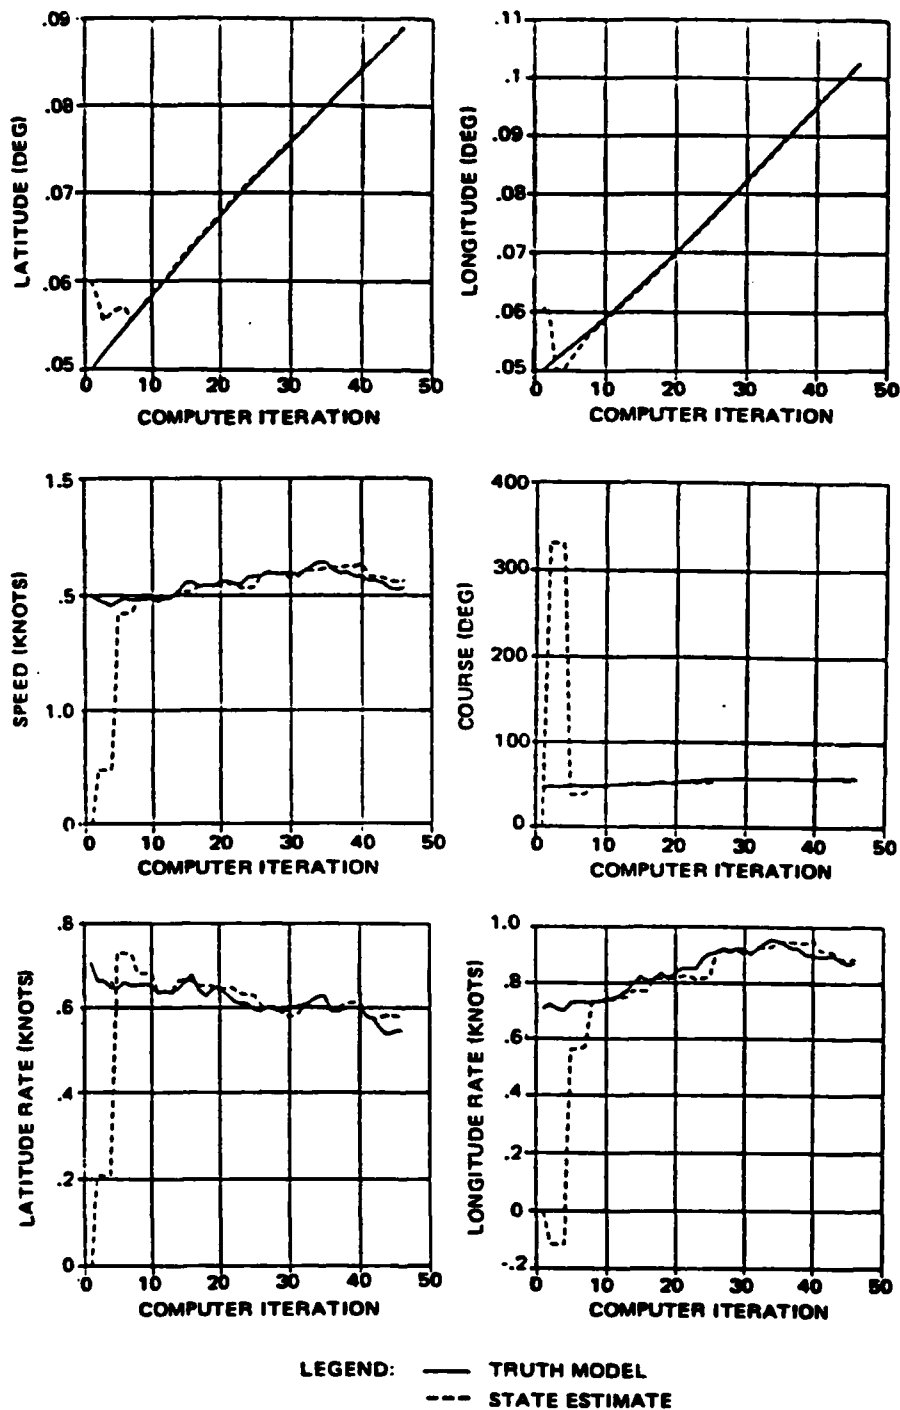 .09
.08
.07
.06
.05
LATITUDE (DEG)
0 10 20 30 40 50
COMPUTER ITERATION
.11
.1
.09
.08
.07
.06
.05
LONGITUDE (DEG)
0 10 20 30 40 50
COMPUTER ITERATION
1.5
.5
1.0
0
SPEED (KNOTS)
0 10 20 30 40 50
COMPUTER ITERATION
400
300
200
100
0
COURSE (DEG)
0 10 20 30 40 50
COMPUTER ITERATION
.8
.6
.4
.2
0
LATITUDE RATE (KNOTS)
0 10 20 30 40 50
COMPUTER ITERATION
1.0
.8
.6
.4
.2
0
-.2
LONGITUDE RATE (KNOTS)
0 10 20 30 40 50
COMPUTER ITERATION
LEGEND: TRUTH MODEL
STATE ESTIMATE